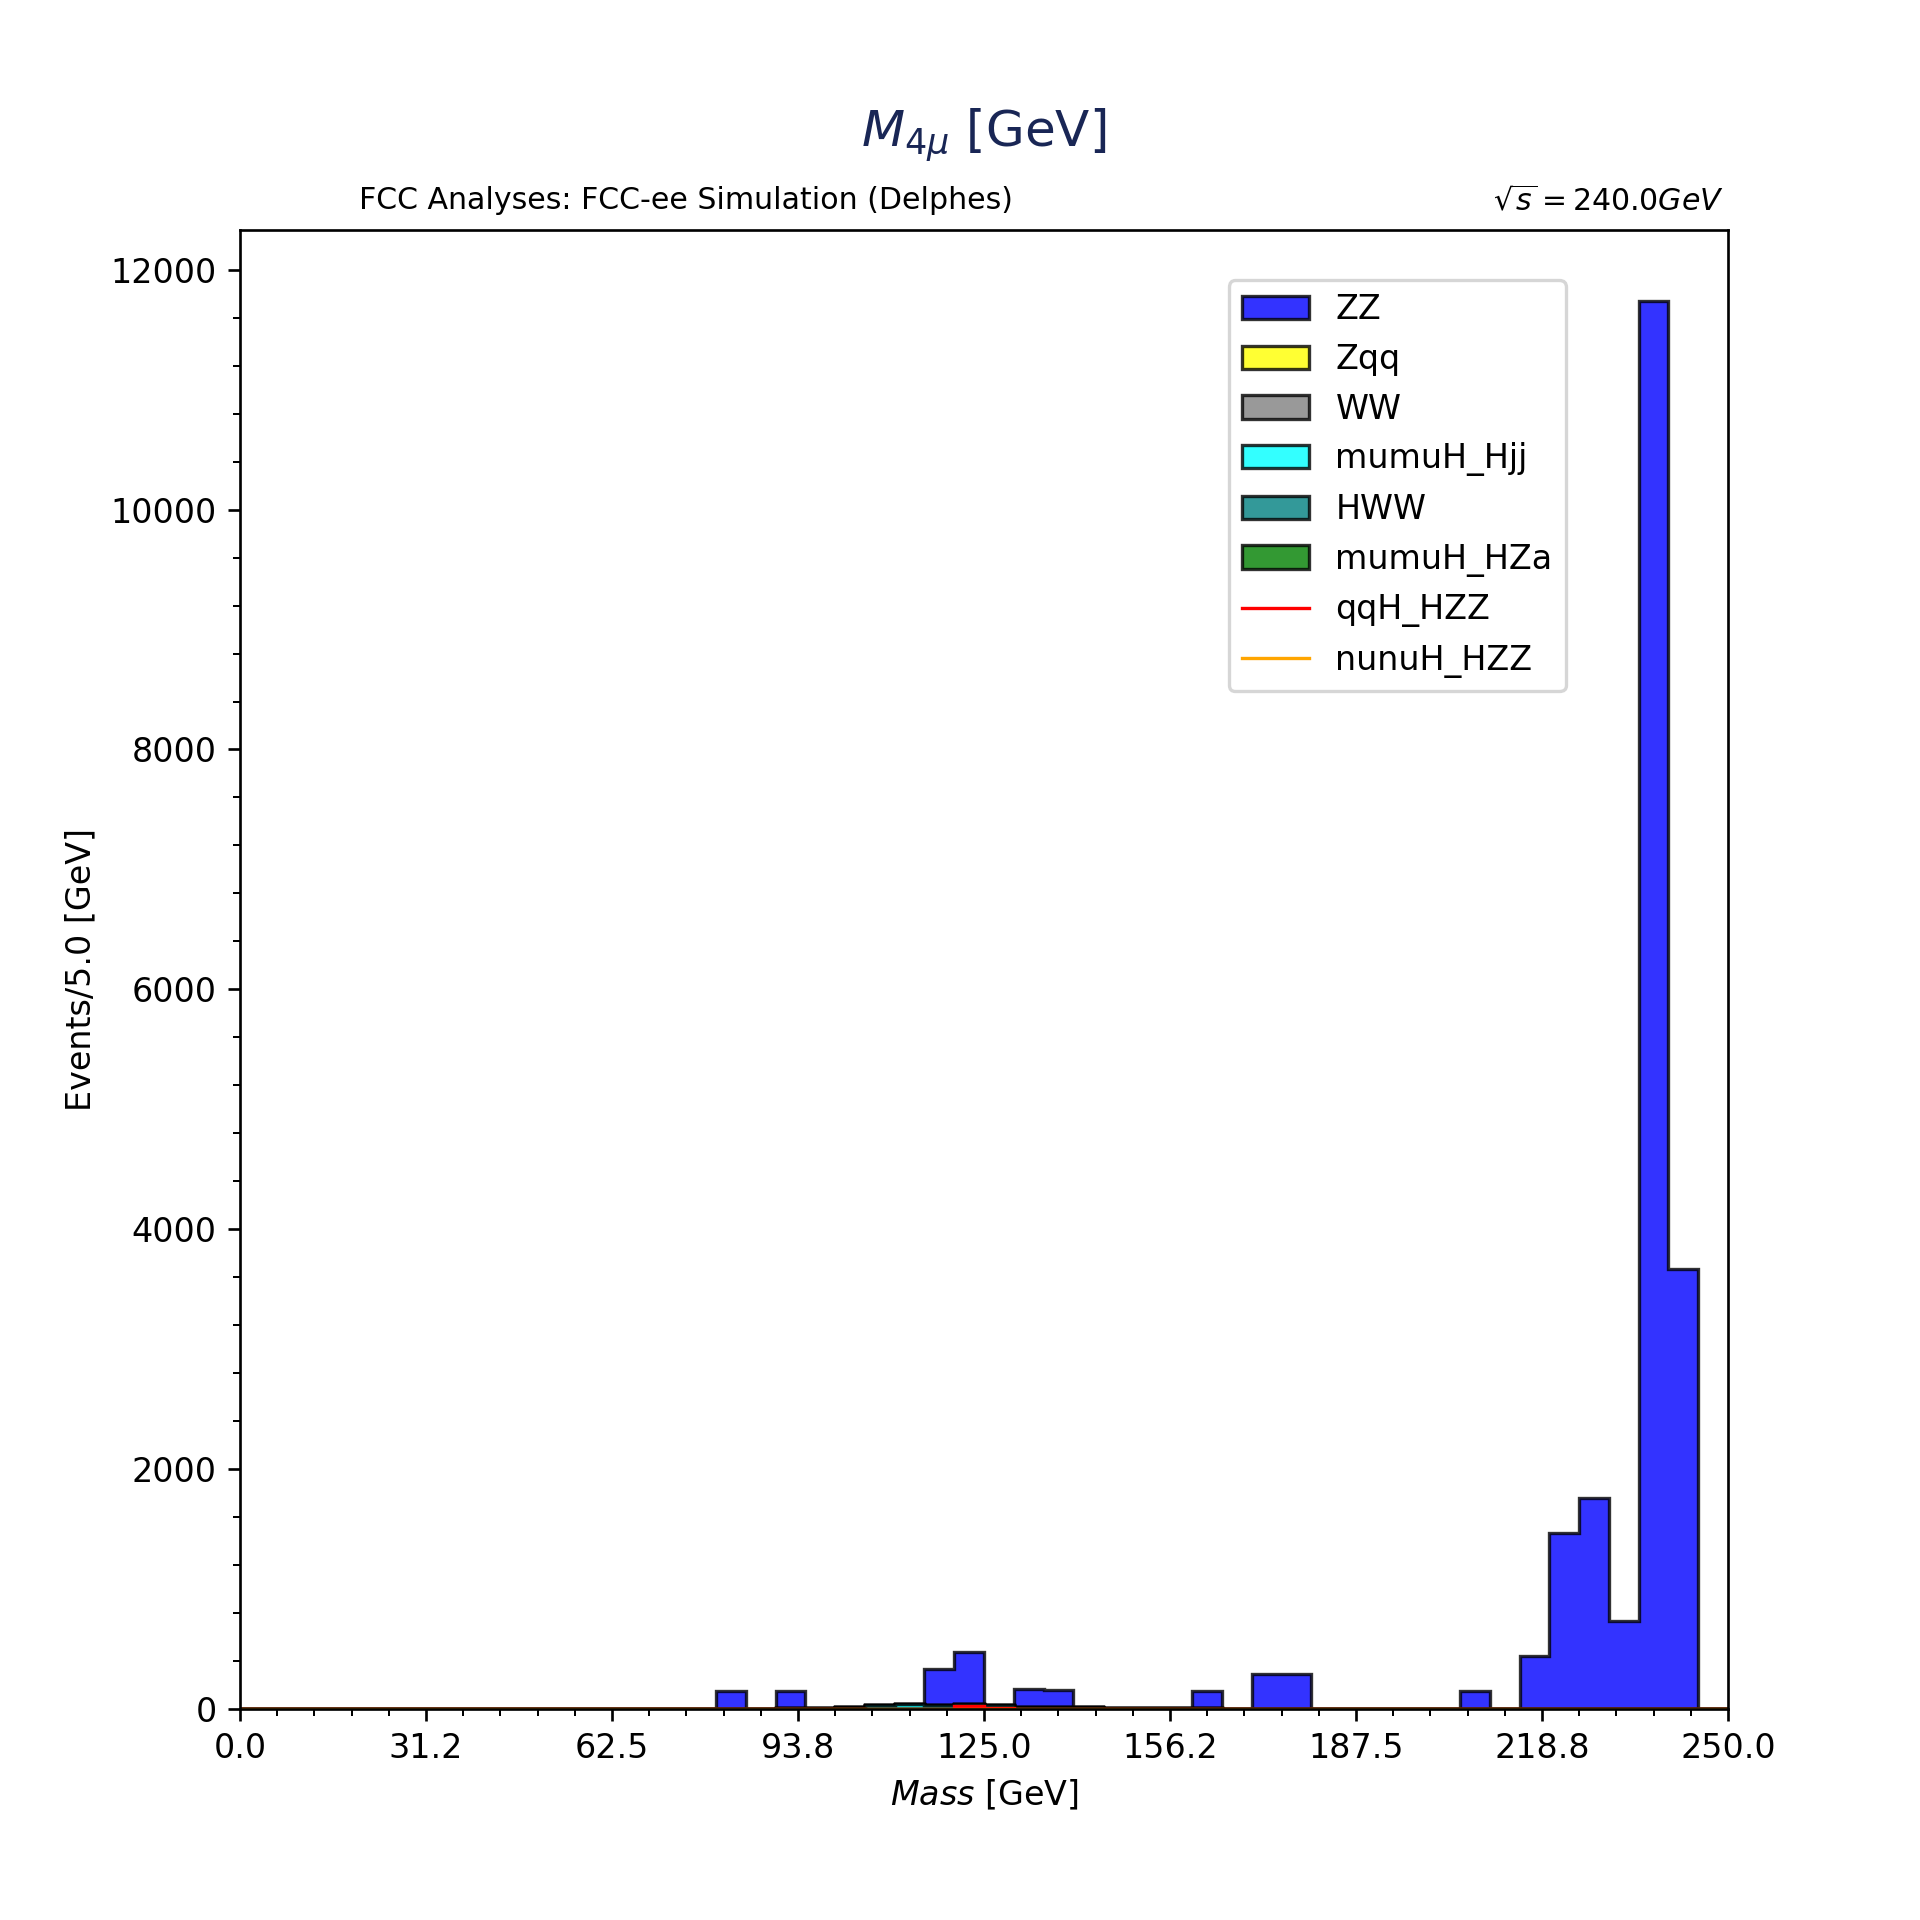 M4μ [GeV]
FCC Analyses: FCC-ee Simulation (Delphes)
√s = 240.0GeV
12000
10000
8000
6000
4000
2000
0
Events/5.0 [GeV]
ZZ
Zqq
WW
mumuH_Hjj
HWW
mumuH_HZa
qqH_HZZ
nunuH_HZZ
0.0 31.2 62.5 93.8 125.0 156.2 187.5 218.8 250.0
Mass [GeV]